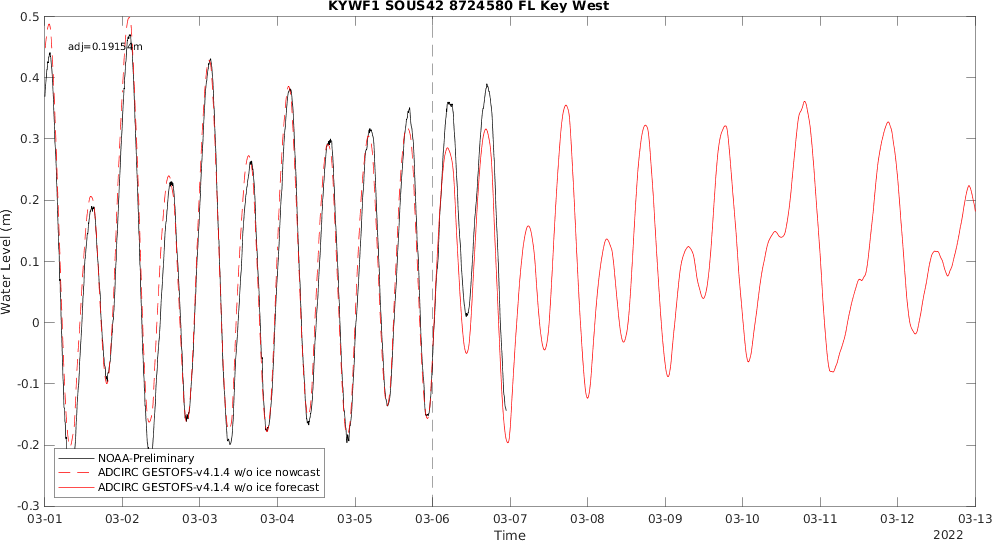 KYWF1 SOUS42 8724580 FL Key West
adj=0.19154m
0.5
0.4
0.3
0.2
0.1
0
-0.1
-0.2
-0.3
Water Level (m)
NOAA-Preliminary
ADCIRC GESTOFS-v4.1.4 w/o ice nowcast
ADCIRC GESTOFS-v4.1.4 w/o ice forecast
03-01 03-02 03-03 03-04 03-05 03-06 03-07 03-08 03-09 03-10 03-11 03-12 03-13
Time
2022